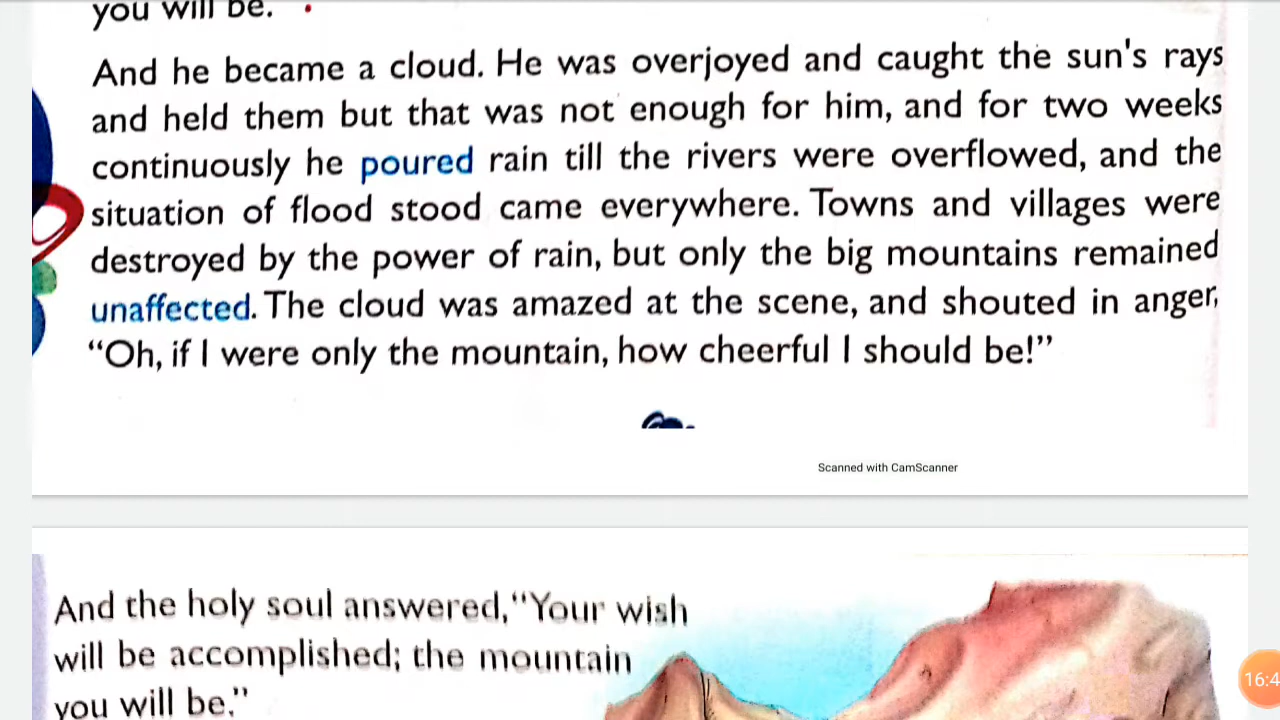 you will be.
And he became a cloud. He was overjoyed and caught the sun's rays
and held them but that was not enough for him, and for two weeks
continuously he poured rain till the rivers were overflowed, and the
situation of flood stood came everywhere. Towns and villages were
destroyed by the power of rain, but only the big mountains remained
unaffected. The cloud was amazed at the scene, and shouted in anger,
“Oh, if I were only the mountain, how cheerful I should be!”
Scanned with CamScanner
And the holy soul answered,“Your wish
will be accomplished; the mountain
you will be.”
16:4